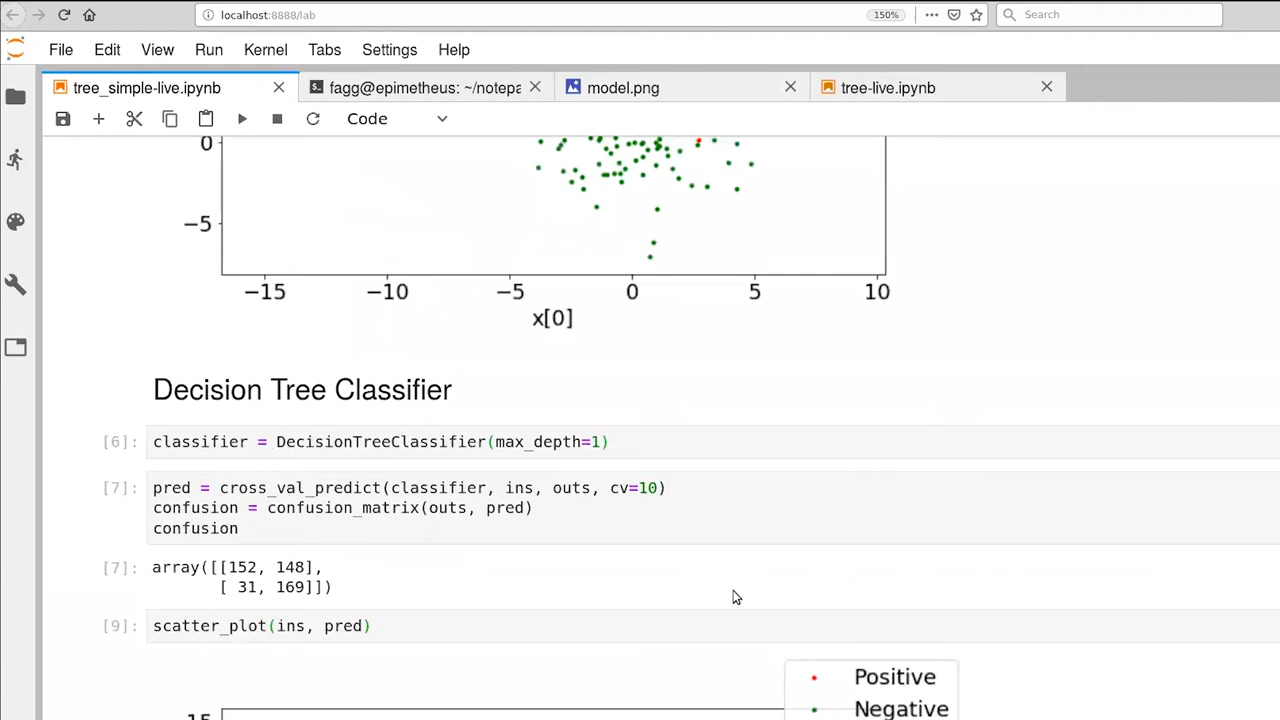 localhost:8888/lab
150%
Search
File Edit View Run Kernel Tabs Settings Help
tree_simple-live.ipynb
fagg@epimetheus: ~/notepa
model.png
tree-live.ipynb
Code
0
−5
−15 −10 −5 0 5 10
x[0]
Decision Tree Classifier
[6]: classifier = DecisionTreeClassifier(max_depth=1)
[7]: pred = cross_val_predict(classifier, ins, outs, cv=10)
confusion = confusion_matrix(outs, pred)
confusion
[7]: array([[152, 148],
[ 31, 169]])
[9]: scatter_plot(ins, pred)
Positive
Negative
15